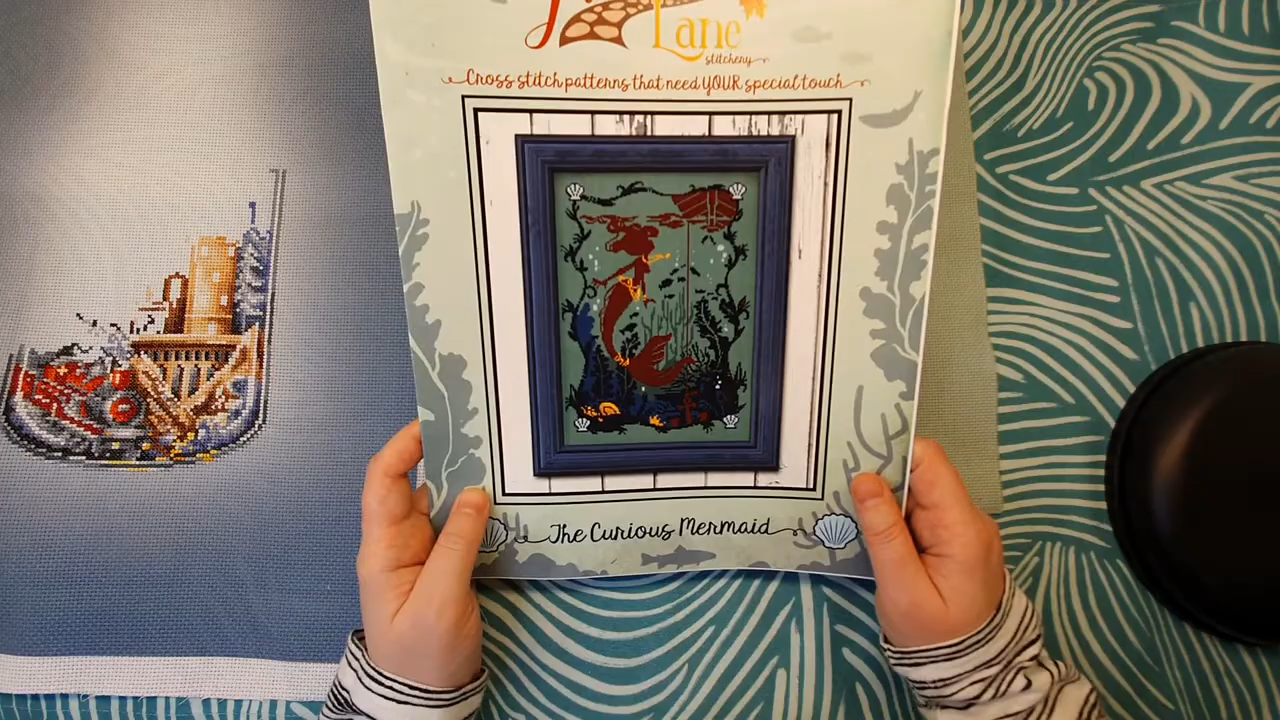 Lane
stitchery
Cross stitch patterns that need YOUR special touch
The Curious Mermaid